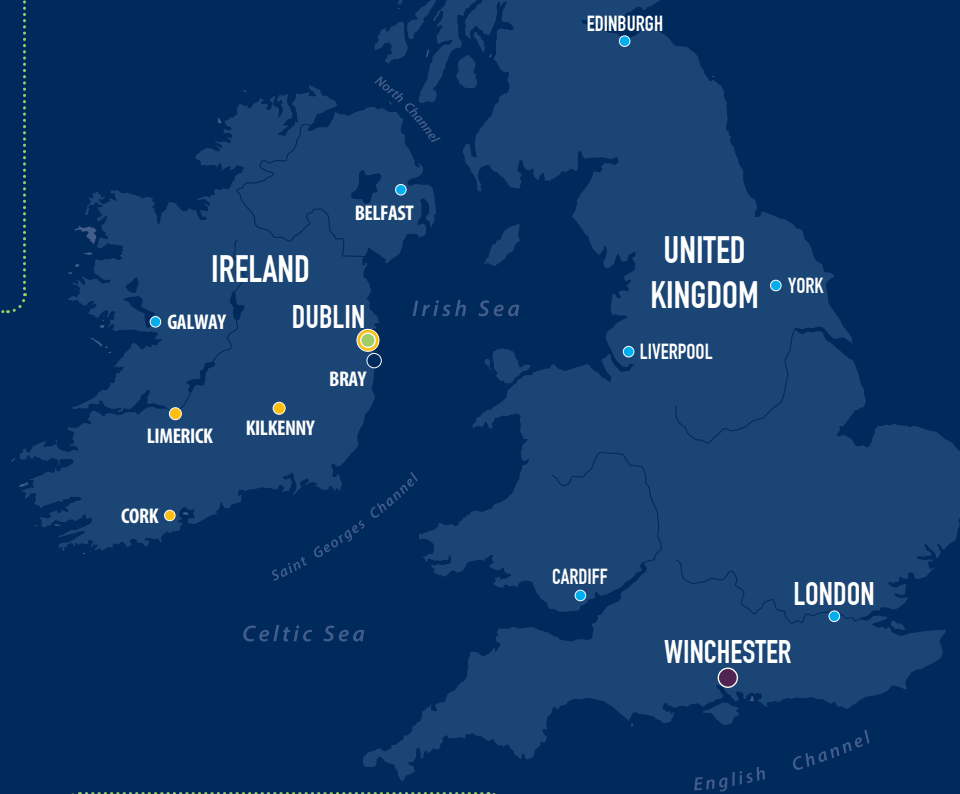 EDINBURGH
North Channel
BELFAST
UNITED
KINGDOM
IRELAND
YORK
Irish Sea
DUBLIN
GALWAY
LIVERPOOL
BRAY
KILKENNY
LIMERICK
CORK
Saint Georges Channel
CARDIFF
LONDON
Celtic Sea
WINCHESTER
English Channel